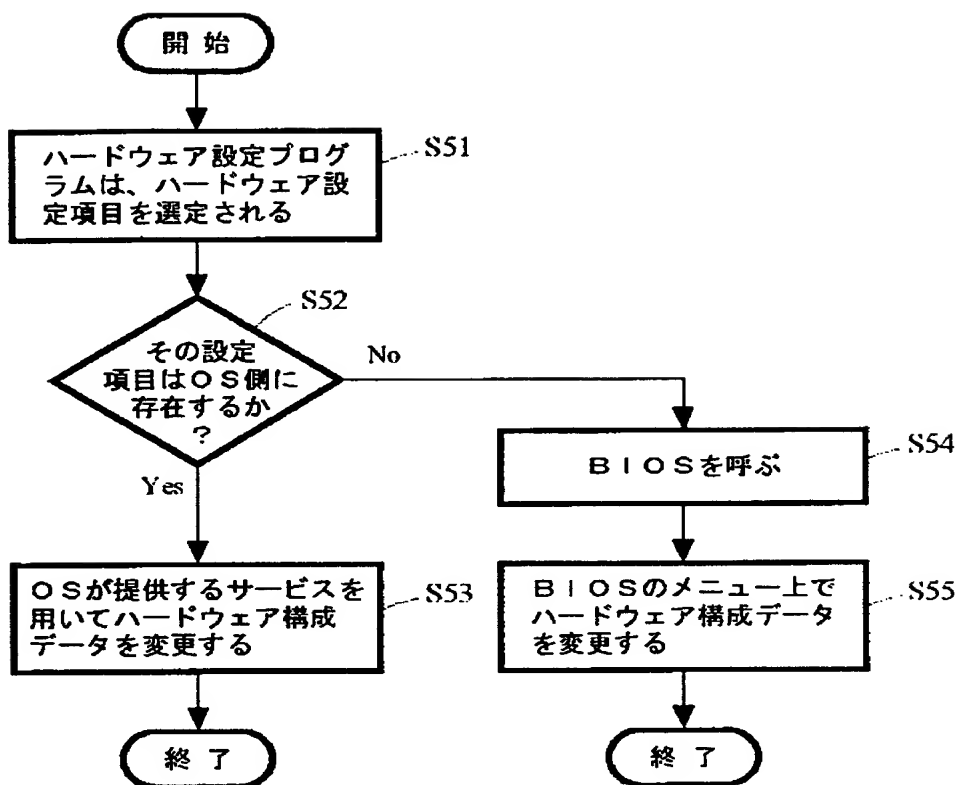 開 始
ハードウェア設定プログ
ラムは、ハードウェア設
定項目を選定される
S51
その設定
項目はOS側に
存在するか
?
S52
No
Yes
BIOSを呼ぶ
S54
OSが提供するサービスを
用いてハードウェア構成
データを変更する
S53
BIOSのメニュー上で
ハードウェア構成データ
を変更する
S55
終 了
終 了